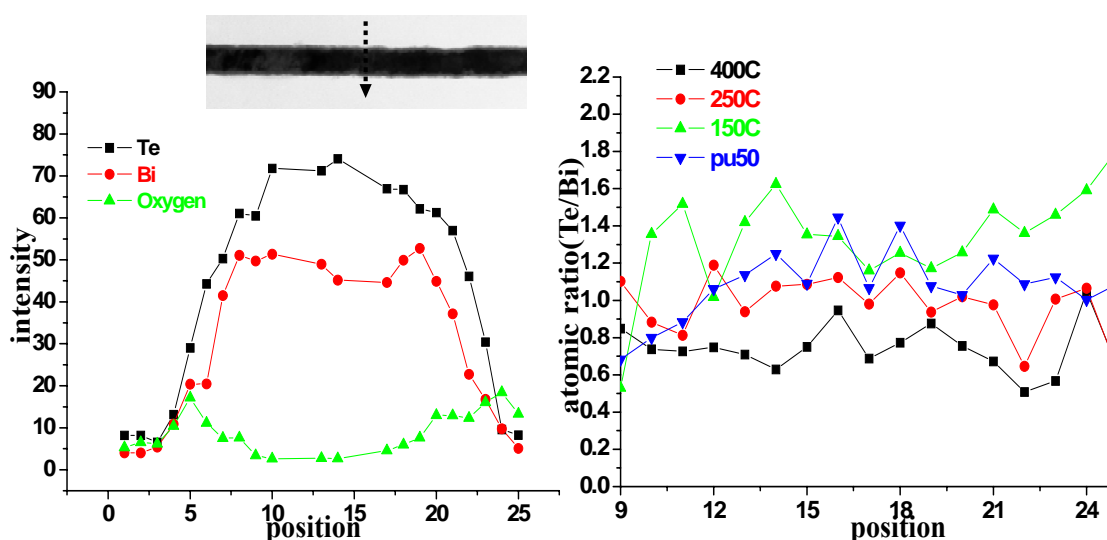 90
80
70
60
50
40
30
20
10
0
intensity
Te
Bi
Oxygen
0 5 10 15 20 25
position
2.2
2.0
1.8
1.6
1.4
1.2
1.0
0.8
0.6
0.4
0.2
0.0
atomic ratio(Te/Bi)
400C
250C
150C
pu50
9 12 15 18 21 24
position